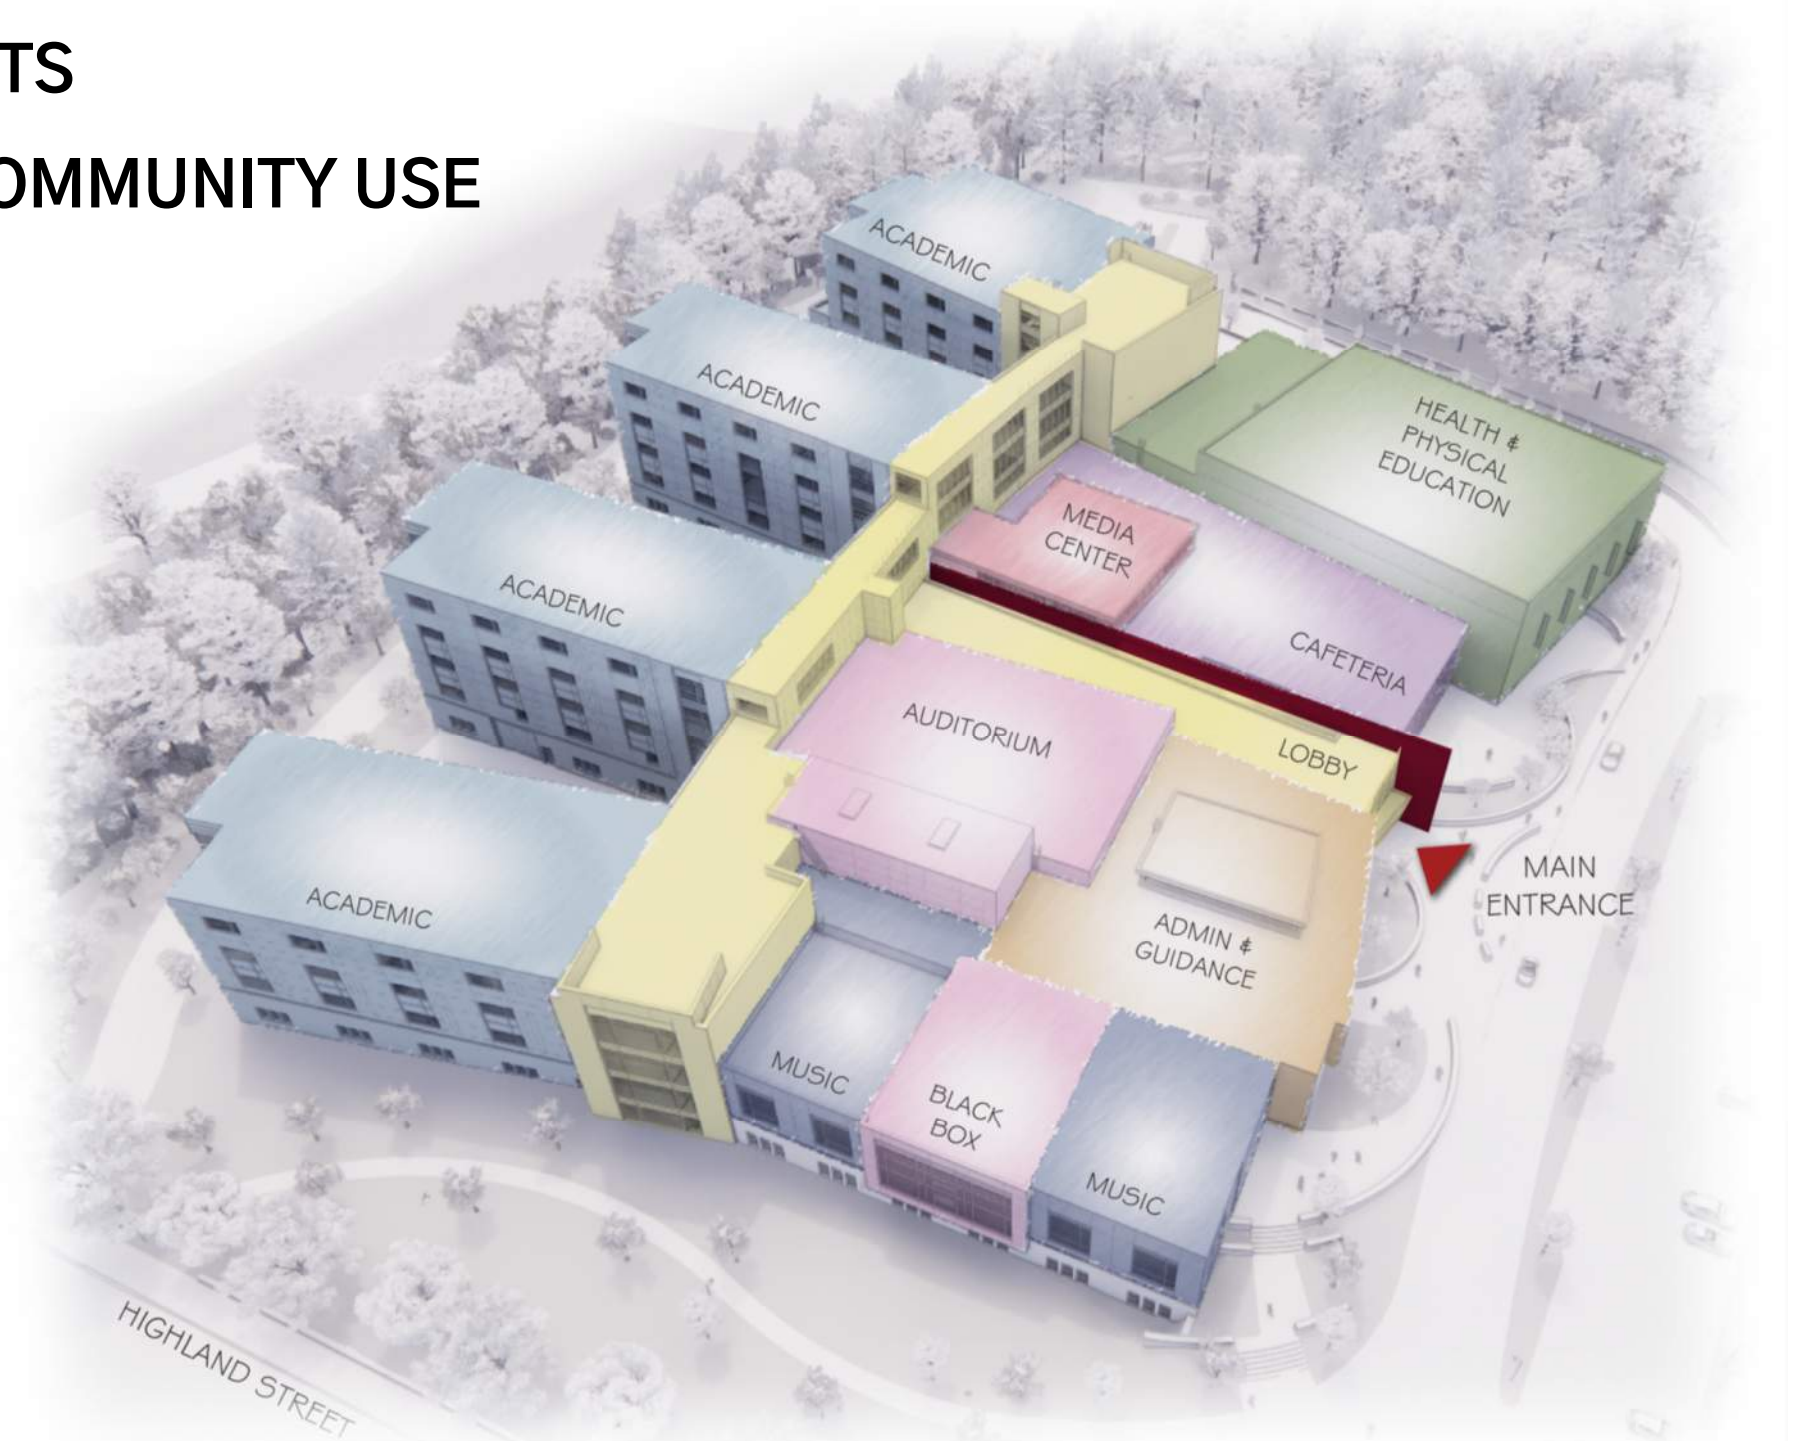 TS
OMMUNITY USE
ACADEMIC
ACADEMIC
HEALTH &
PHYSICAL
EDUCATION
MEDIA
CENTER
ACADEMIC
CAFETERIA
AUDITORIUM
LOBBY
MAIN
ENTRANCE
ACADEMIC
ADMIN &
GUIDANCE
MUSIC
BLACK
BOX
MUSIC
HIGHLAND STREET